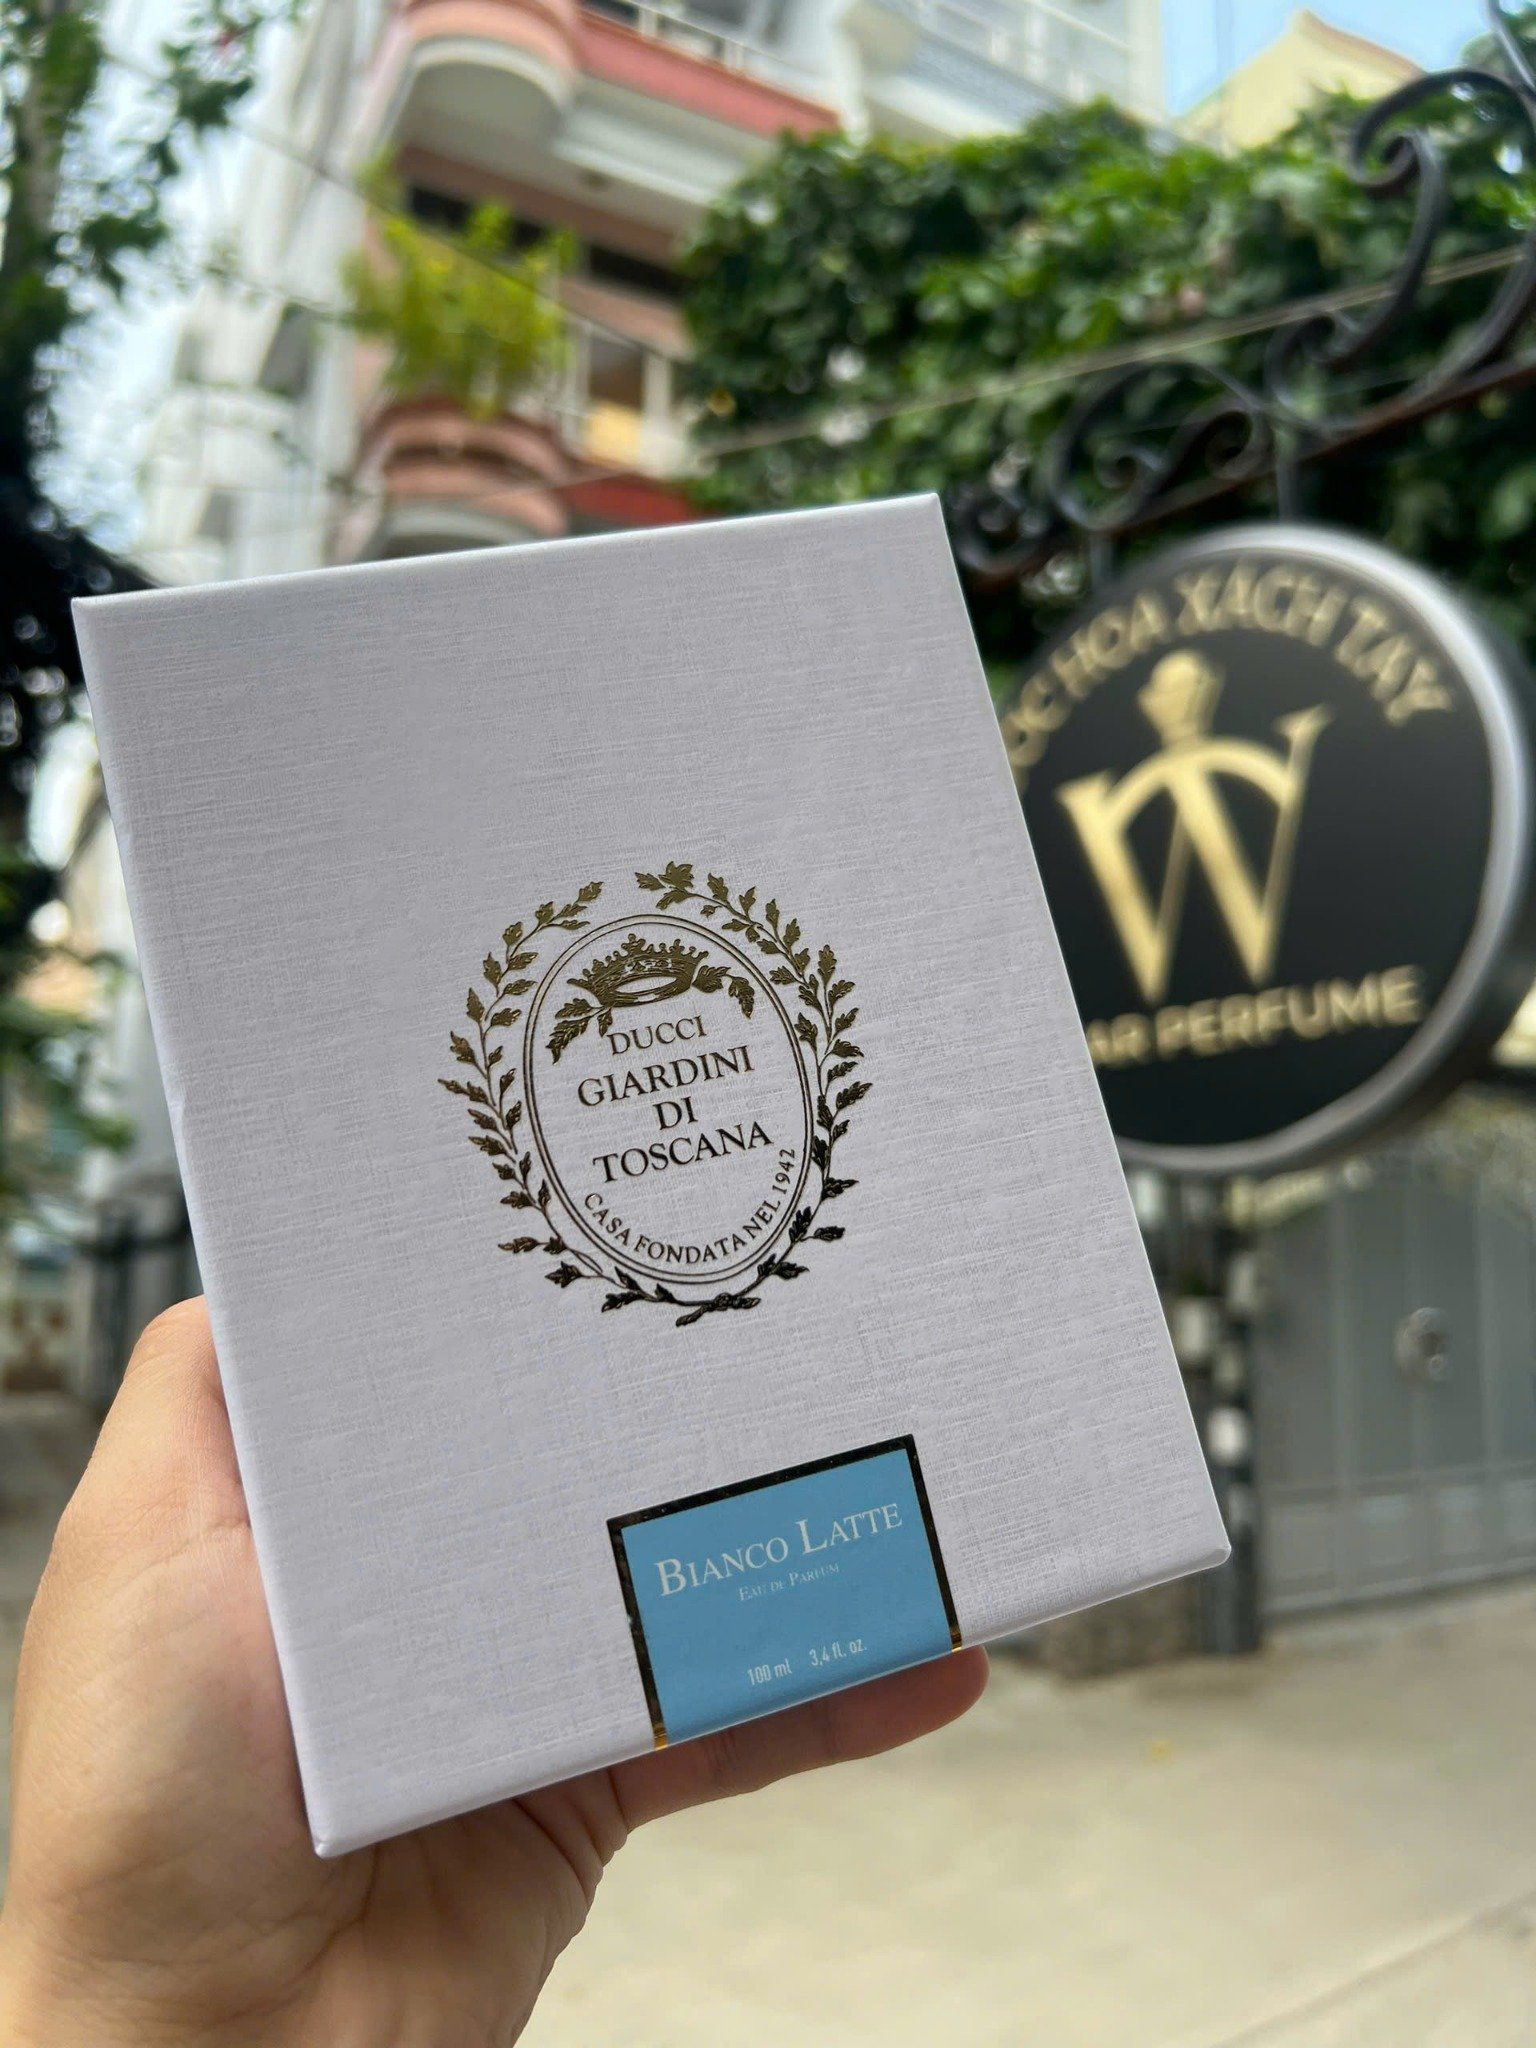 DUCCI
GIARDINI
DI
TOSCANA
CASA FONDATA NEL 1942
BIANCO LATTE
EAU DE PARFUM
100 ml 3,4 fl. oz.
HOA XÁCH TAY
W
PERFUME